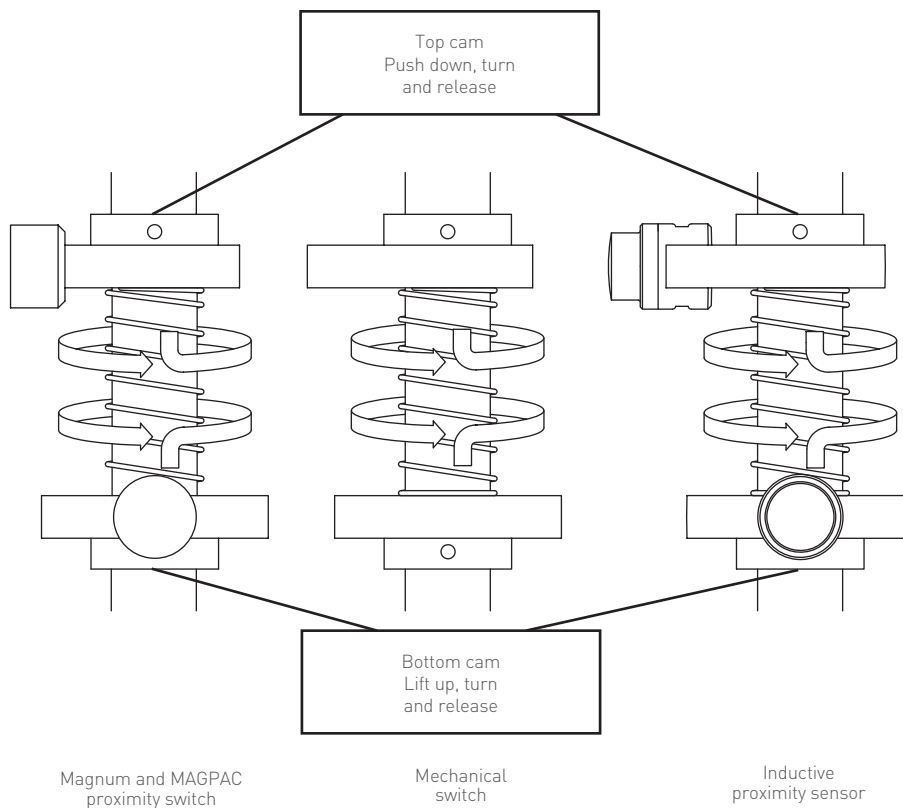 Top cam
Push down, turn
and release
Bottom cam
Lift up, turn
and release
Magnum and MAGPAC
proximity switch
Mechanical
switch
Inductive
proximity sensor